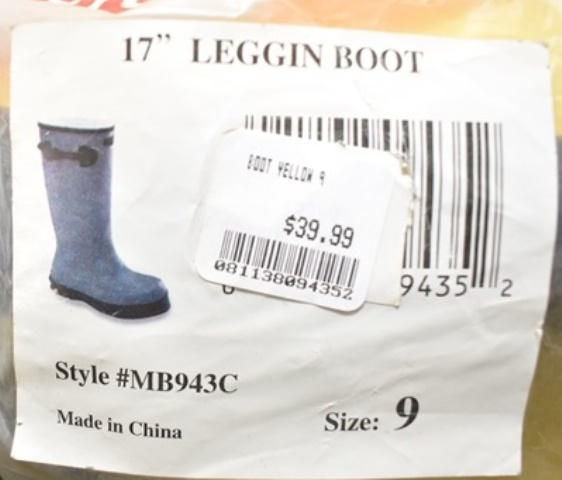 17” LEGGIN BOOT
BOOT YELLOW 9
$39.99
081138094352
9435 2
Style #MB943C
Made in China
Size: 9